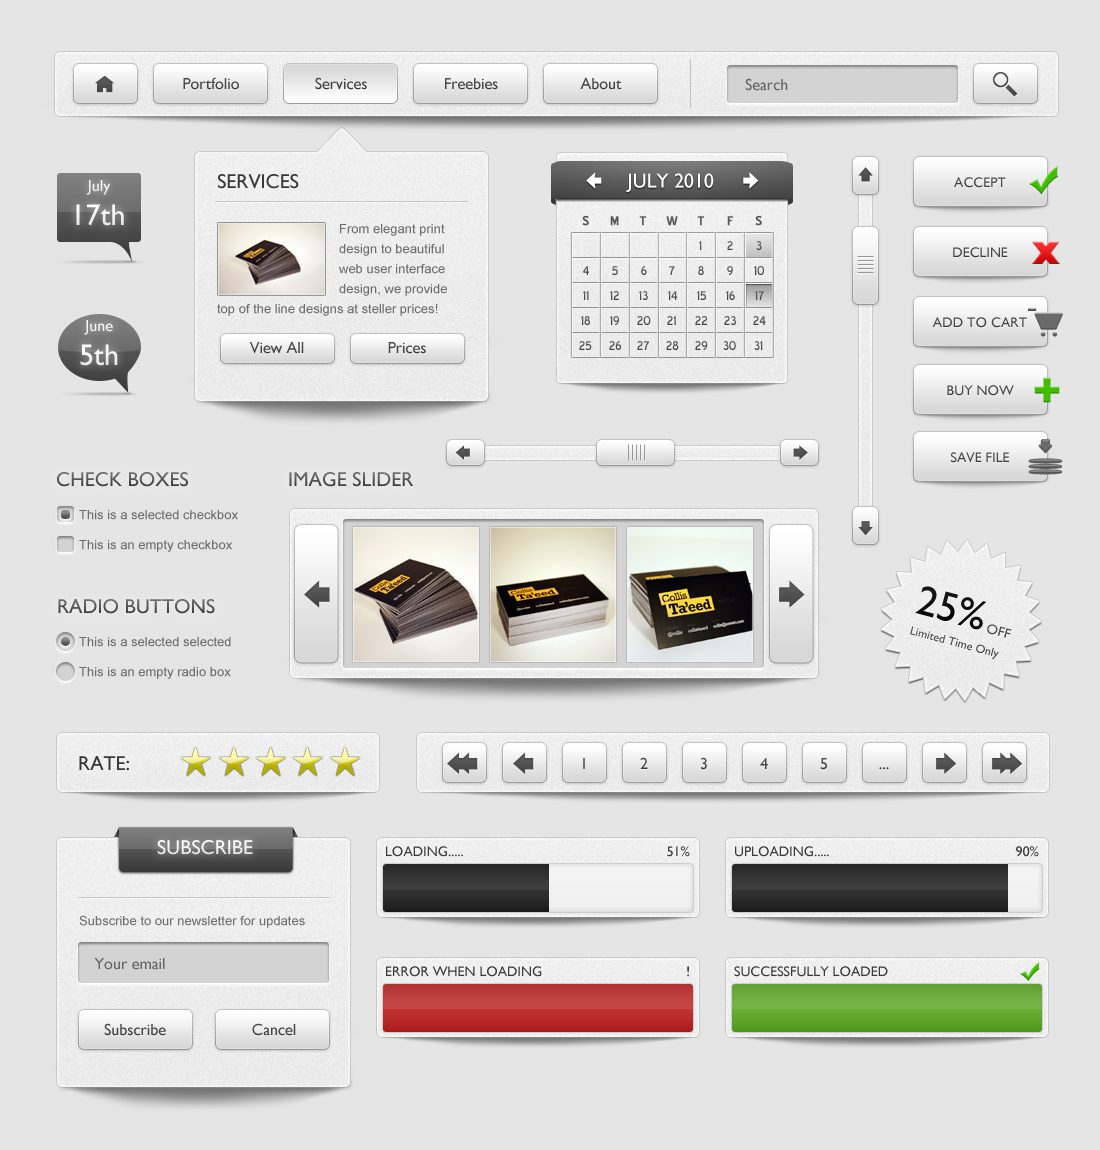 Portfolio
Services
Freebies
About
Search
July
17th
June
5th
SERVICES
From elegant print
design to beautiful
web user interface
design, we provide
top of the line designs at steller prices!
View All
Prices
JULY 2010
S M T W T F S
1 2 3
4 5 6 7 8 9 10
11 12 13 14 15 16 17
18 19 20 21 22 23 24
25 26 27 28 29 30 31
ACCEPT
DECLINE
ADD TO CART
BUY NOW
SAVE FILE
CHECK BOXES
This is a selected checkbox
This is an empty checkbox
RADIO BUTTONS
This is a selected selected
This is an empty radio box
IMAGE SLIDER
Collis
Ta'eed
Collis
Ta'eed
Collis
Ta'eed
25% OFF
Limited Time Only
RATE:
1 2 3 4 5 ...
SUBSCRIBE
Subscribe to our newsletter for updates
Your email
Subscribe
Cancel
LOADING..... 51%
UPLOADING..... 90%
ERROR WHEN LOADING !
SUCCESSFULLY LOADED